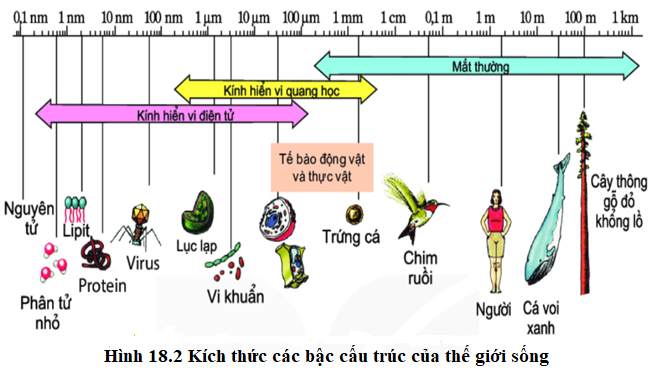 0,1 nm 1 nm 10 nm 100 nm 1 µm 10 µm 100 µm 1 mm 1 cm 0,1 m 1 m 10 m 100 m 1 km
Mắt thường
Kính hiển vi quang học
Kính hiển vi điện tử
Tế bào động vật
và thực vật
Nguyên
tử
Lipit
Phân tử
nhỏ
Protein
Virus
Lục lạp
Vi khuẩn
Trứng cá
Chim
ruồi
Người
Cá voi
xanh
Cây thông
gỗ đỏ
khổng lồ
Hình 18.2 Kích thức các bậc cấu trúc của thế giới sống